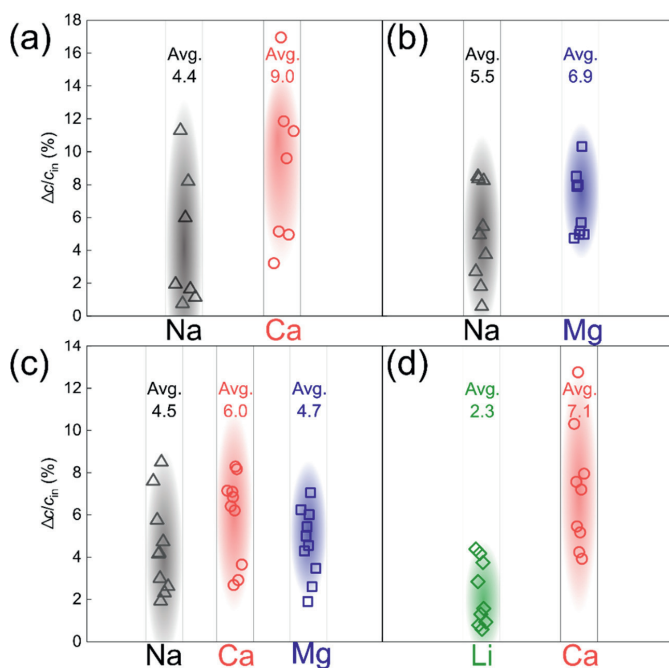 (a)
(b)
18
16
14
12
10
8
6
4
2
0
Δc/c_in (%)
Avg.
4.4
Avg.
9.0
Avg.
5.5
Avg.
6.9
Na
Ca
Na
Mg
(c)
(d)
14
12
10
8
6
4
2
0
Δc/c_in (%)
Avg.
4.5
Avg.
6.0
Avg.
4.7
Avg.
2.3
Avg.
7.1
Na
Ca
Mg
Li
Ca